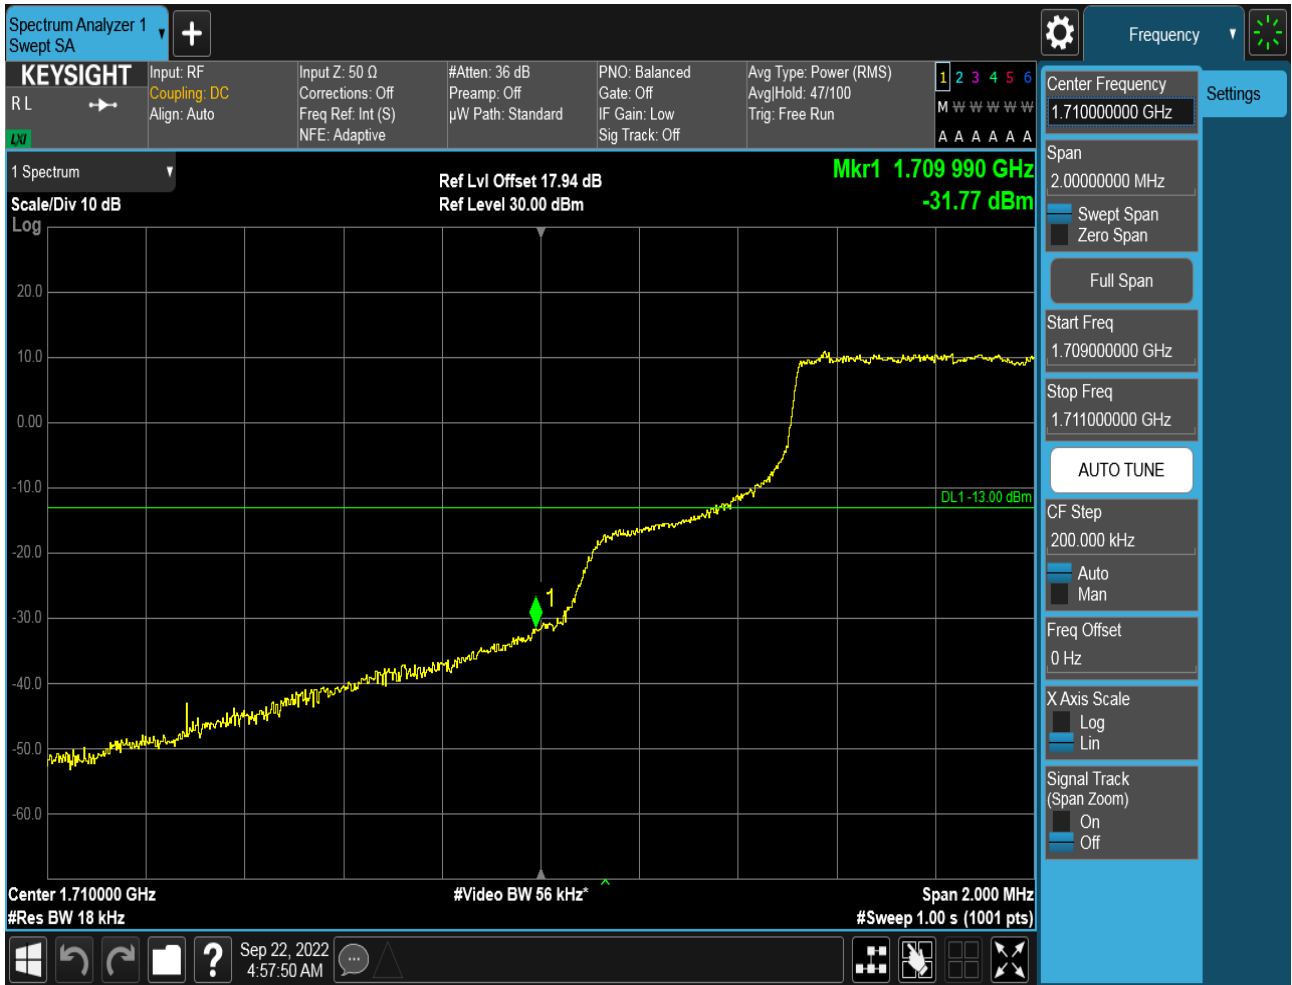 Spectrum Analyzer 1
Swept SA
Frequency
KEYSIGHT
R L
LXI
Input: RF
Coupling: DC
Align: Auto
Input Z: 50 Ω
Corrections: Off
Freq Ref: Int (S)
NFE: Adaptive
#Atten: 36 dB
Preamp: Off
µW Path: Standard
PNO: Balanced
Gate: Off
IF Gain: Low
Sig Track: Off
Avg Type: Power (RMS)
Avg|Hold: 47/100
Trig: Free Run
1 2 3 4 5 6
M W W W W W
A A A A A A
1 Spectrum
Scale/Div 10 dB
Log
Ref Lvl Offset 17.94 dB
Ref Level 30.00 dBm
Mkr1 1.709 990 GHz
-31.77 dBm
20.0
10.0
0.00
-10.0
-20.0
-30.0
-40.0
-50.0
-60.0
DL1 -13.00 dBm
1
Center 1.710000 GHz
#Res BW 18 kHz
#Video BW 56 kHz*
Span 2.000 MHz
#Sweep 1.00 s (1001 pts)
Center Frequency
1.710000000 GHz
Settings
Span
2.00000000 MHz
Swept Span
Zero Span
Full Span
Start Freq
1.709000000 GHz
Stop Freq
1.711000000 GHz
AUTO TUNE
CF Step
200.000 kHz
Auto
Man
Freq Offset
0 Hz
X Axis Scale
Log
Lin
Signal Track
(Span Zoom)
On
Off
?
Sep 22, 2022
4:57:50 AM